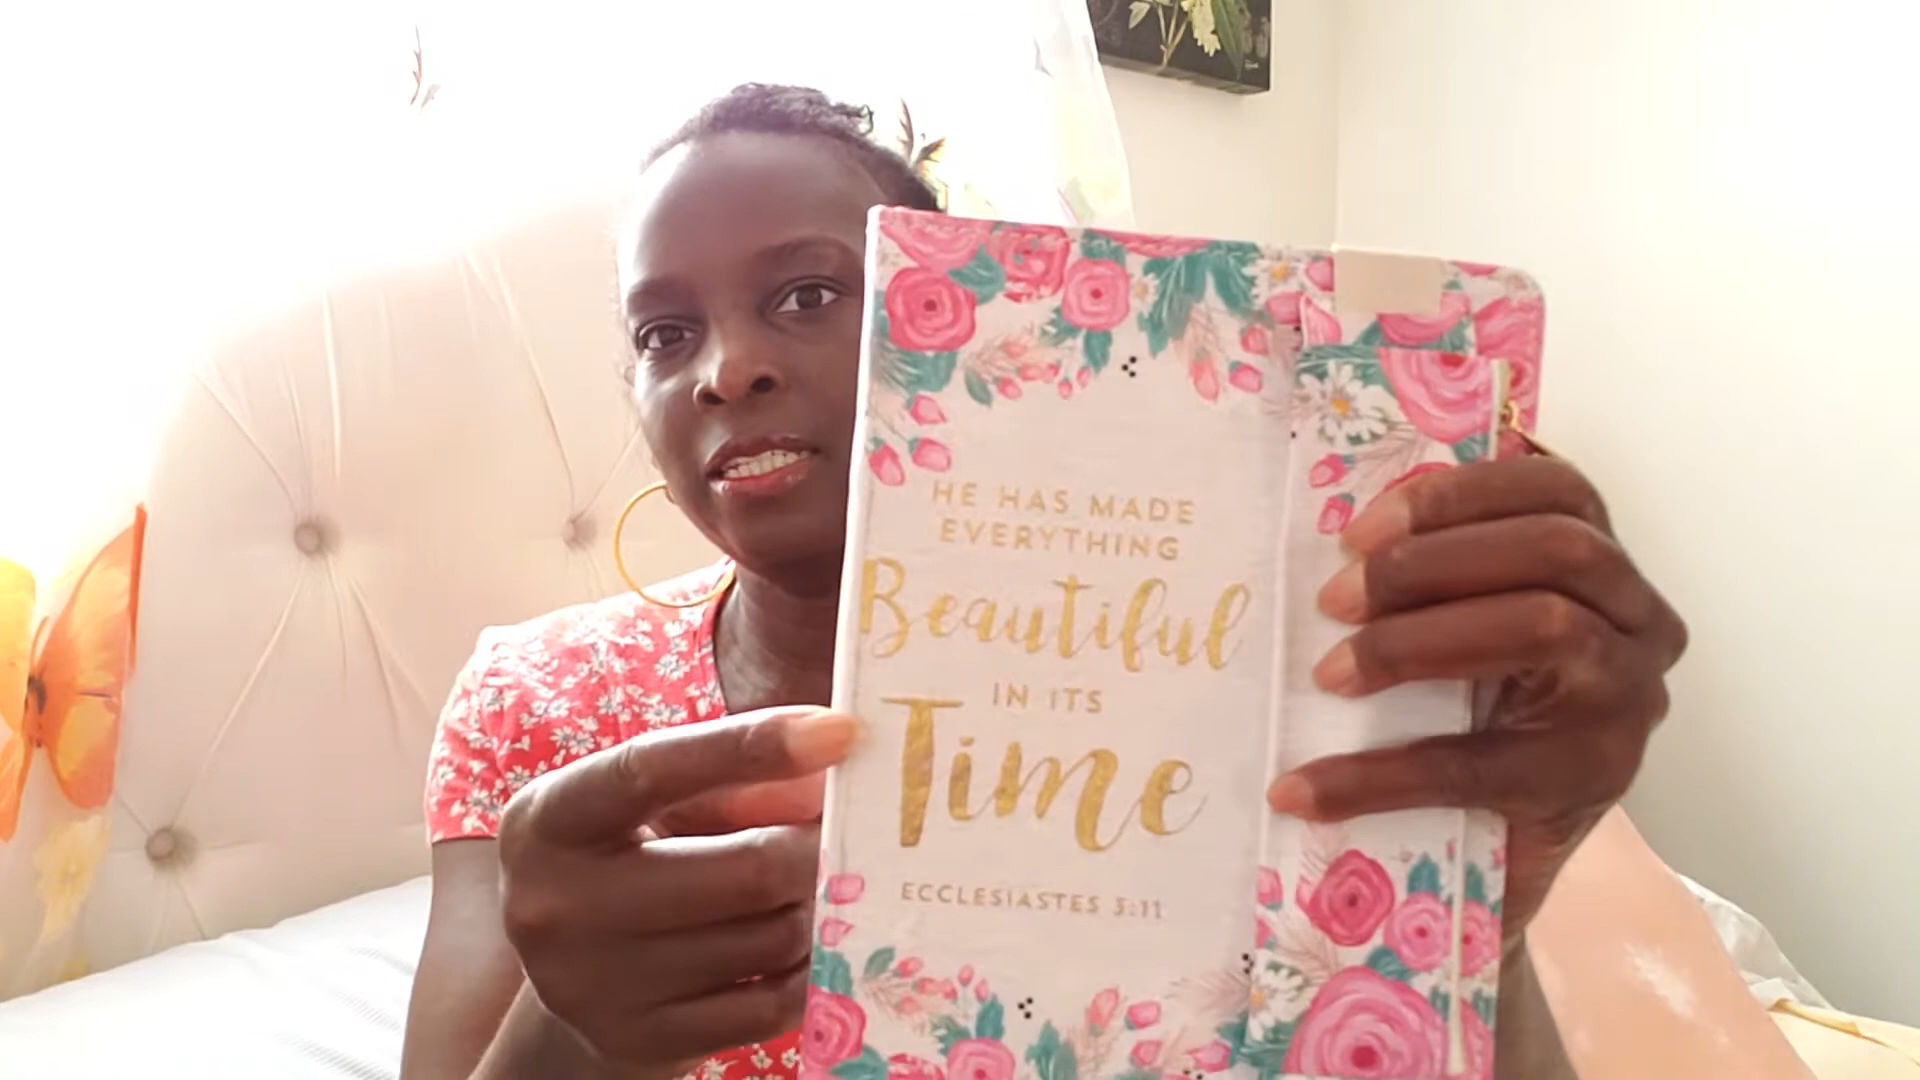 HE HAS MADE
EVERYTHING
Beautiful
IN ITS
Time
ECCLESIASTES 3:11